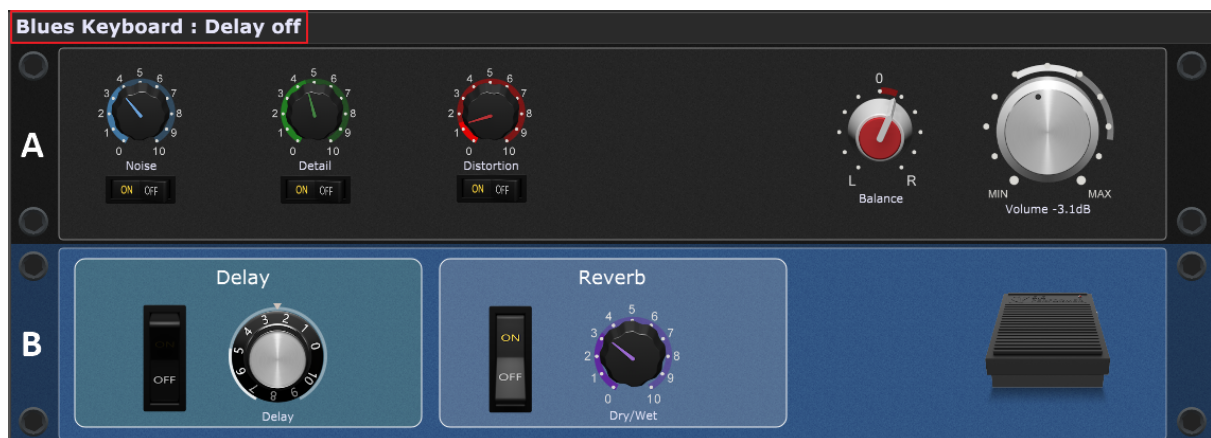 Blues Keyboard : Delay off
A
0 1 2 3 4 5 6 7 8 9 10
Noise
ON OFF
0 1 2 3 4 5 6 7 8 9 10
Detail
ON OFF
0 1 2 3 4 5 6 7 8 9 10
Distortion
ON OFF
0
L R
Balance
MIN MAX
Volume -3.1dB
B
Delay
ON
OFF
0 1 2 3 4 5 6 7 8 9 10
Delay
Reverb
ON
OFF
0 1 2 3 4 5 6 7 8 9 10
Dry/Wet